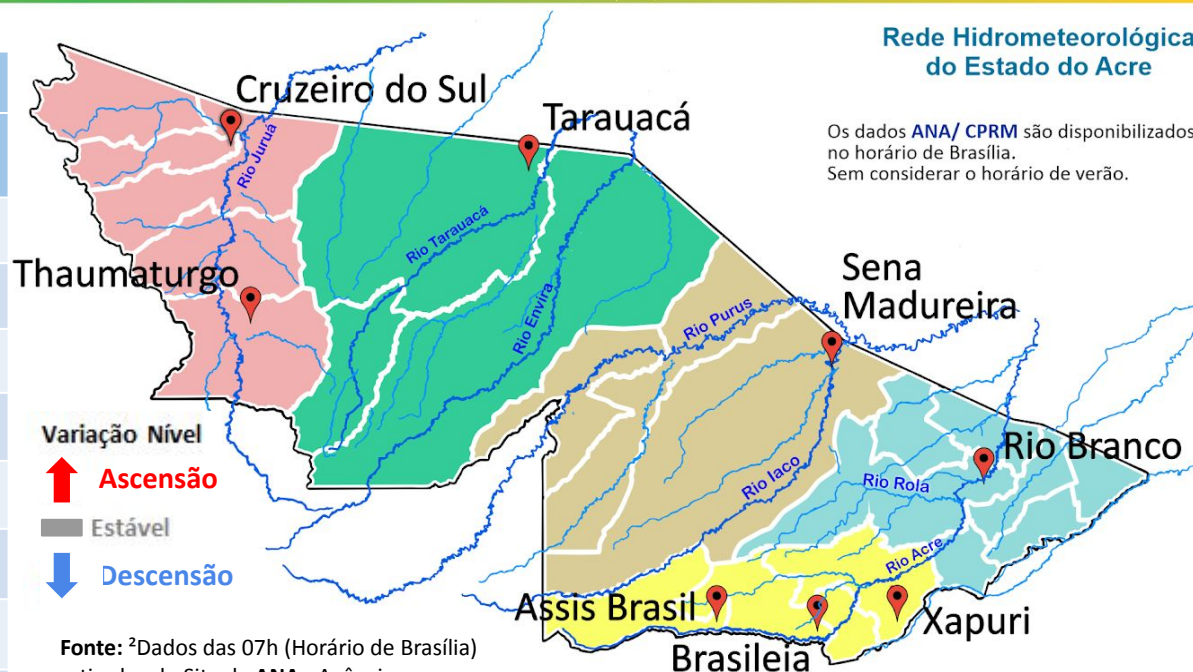 Rede Hidrometeorológica
do Estado do Acre
Os dados ANA/ CPRM são disponibilizados
no horário de Brasília.
Sem considerar o horário de verão.
Cruzeiro do Sul
Tarauacá
Rio Juruá
Rio Tarauacá
Thaumaturgo
Rio Envira
Sena
Madureira
Rio Purus
Variação Nível
Ascensão
Estável
Descensão
Rio Branco
Rio Iaco
Rio Rola
Rio Acre
Assis Brasil
Xapuri
Brasileia
Fonte: ²Dados das 07h (Horário de Brasília)